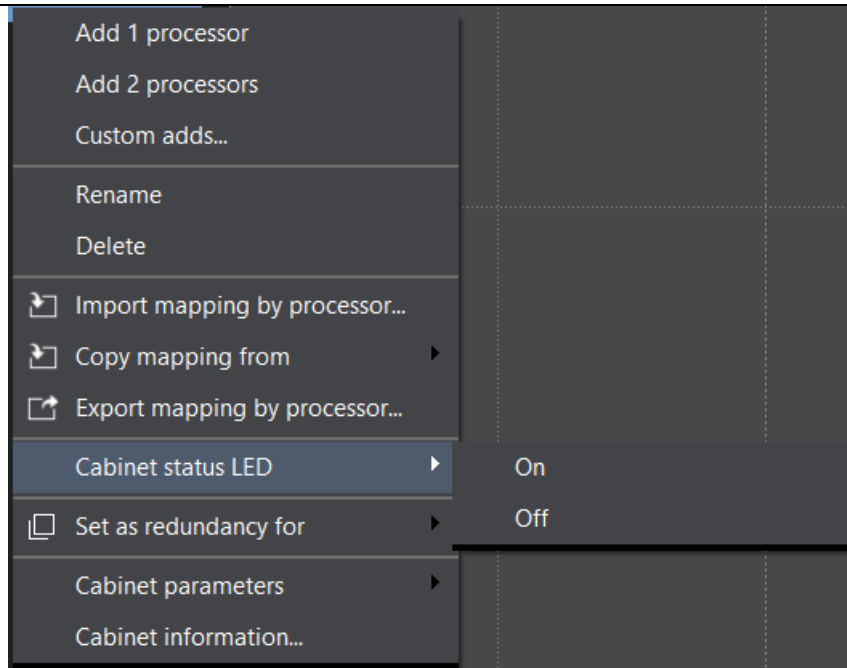 Add 1 processor
Add 2 processors
Custom adds...
Rename
Delete
Import mapping by processor...
Copy mapping from
Export mapping by processor...
Cabinet status LED
On
Off
Set as redundancy for
Cabinet parameters
Cabinet information...